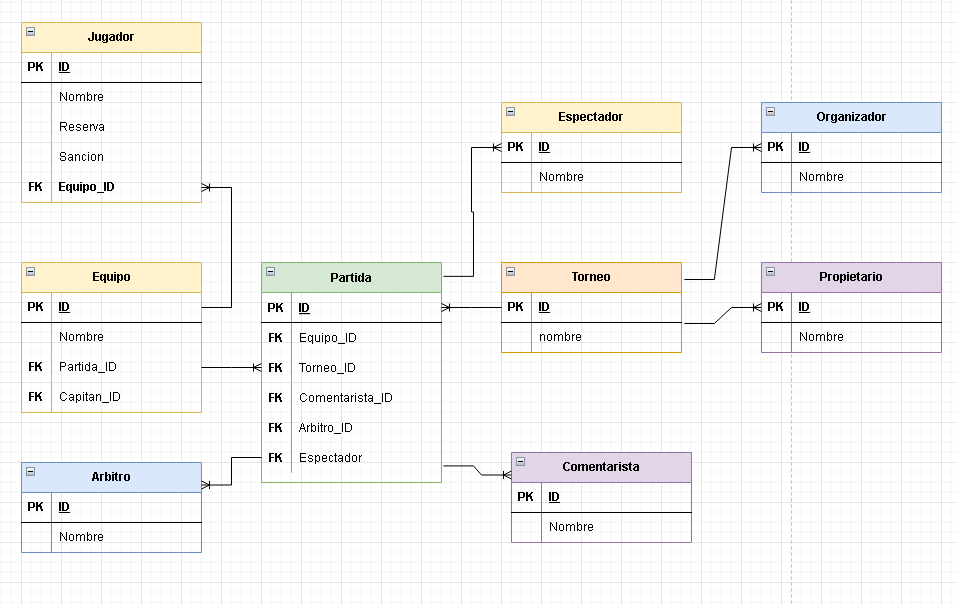 Jugador
PK ID
Nombre
Reserva
Sancion
FK Equipo_ID
Espectador
PK ID
Nombre
Organizador
PK ID
Nombre
Equipo
PK ID
Nombre
FK Partida_ID
FK Capitan_ID
Partida
PK ID
FK Equipo_ID
FK Torneo_ID
FK Comentarista_ID
FK Arbitro_ID
FK Espectador
Torneo
PK ID
nombre
Propietario
PK ID
Nombre
Arbitro
PK ID
Nombre
Comentarista
PK ID
Nombre